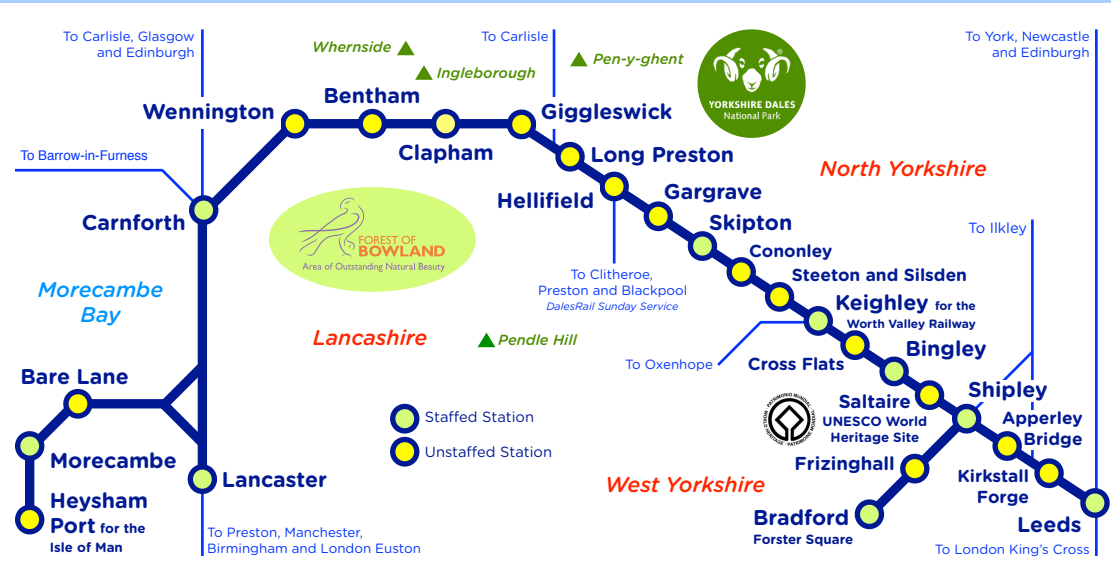 To Carlisle, Glasgow
and Edinburgh
Whernside
To Carlisle
Ingleborough
Pen-y-ghent
YORKSHIRE DALES
National Park
To York, Newcastle
and Edinburgh
Wennington
Bentham
Clapham
Giggleswick
Long Preston
To Barrow-in-Furness
North Yorkshire
Hellifield
Gargrave
Carnforth
Skipton
To Ilkley
FOREST OF
BOWLAND
Area of Outstanding Natural Beauty
Cononley
To Clitheroe,
Preston and Blackpool
DalesRail Sunday Service
Steeton and Silsden
Morecambe
Bay
Keighley for the
Worth Valley Railway
Lancashire
Pendle Hill
Bingley
To Oxenhope
Cross Flats
Bare Lane
Shipley
Saltaire
UNESCO World
Heritage Site
WORLD HERITAGE • PATRIMOINE MONDIAL • PATRIMONIO MUNDIAL
Apperley
Bridge
Staffed Station
Unstaffed Station
Morecambe
Frizinghall
Kirkstall
Forge
Lancaster
West Yorkshire
Heysham
Port for the
Isle of Man
Bradford
Forster Square
Leeds
To Preston, Manchester,
Birmingham and London Euston
To London King's Cross